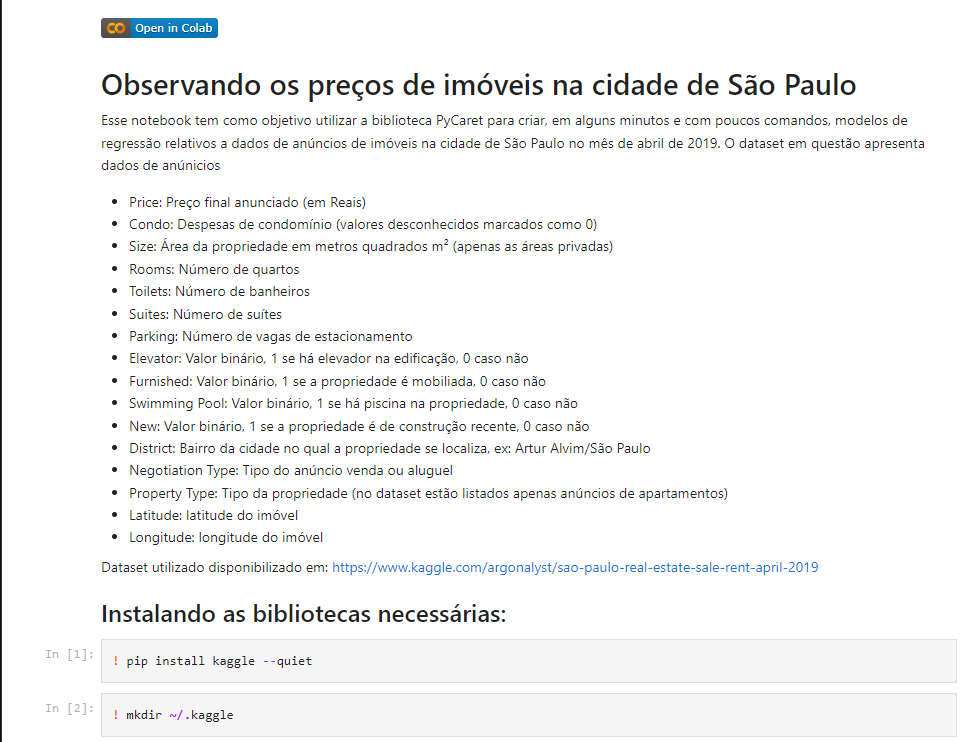 Open in Colab
Observando os preços de imóveis na cidade de São Paulo
Esse notebook tem como objetivo utilizar a biblioteca PyCaret para criar, em alguns minutos e com poucos comandos, modelos de
regressão relativos a dados de anúncios de imóveis na cidade de São Paulo no mês de abril de 2019. O dataset em questão apresenta
dados de anúnicios
• Price: Preço final anunciado (em Reais)
• Condo: Despesas de condomínio (valores desconhecidos marcados como 0)
• Size: Área da propriedade em metros quadrados m² (apenas as áreas privadas)
• Rooms: Número de quartos
• Toilets: Número de banheiros
• Suites: Número de suítes
• Parking: Número de vagas de estacionamento
• Elevator: Valor binário, 1 se há elevador na edificação, 0 caso não
• Furnished: Valor binário, 1 se a propriedade é mobiliada, 0 caso não
• Swimming Pool: Valor binário, 1 se há piscina na propriedade, 0 caso não
• New: Valor binário, 1 se a propriedade é de construção recente, 0 caso não
• District: Bairro da cidade no qual a propriedade se localiza, ex: Artur Alvim/São Paulo
• Negotiation Type: Tipo do anúncio venda ou aluguel
• Property Type: Tipo da propriedade (no dataset estão listados apenas anúncios de apartamentos)
• Latitude: latitude do imóvel
• Longitude: longitude do imóvel
Dataset utilizado disponibilizado em: https://www.kaggle.com/argonalyst/sao-paulo-real-estate-sale-rent-april-2019
Instalando as bibliotecas necessárias:
In [1]: ! pip install kaggle --quiet
In [2]: ! mkdir ~/.kaggle